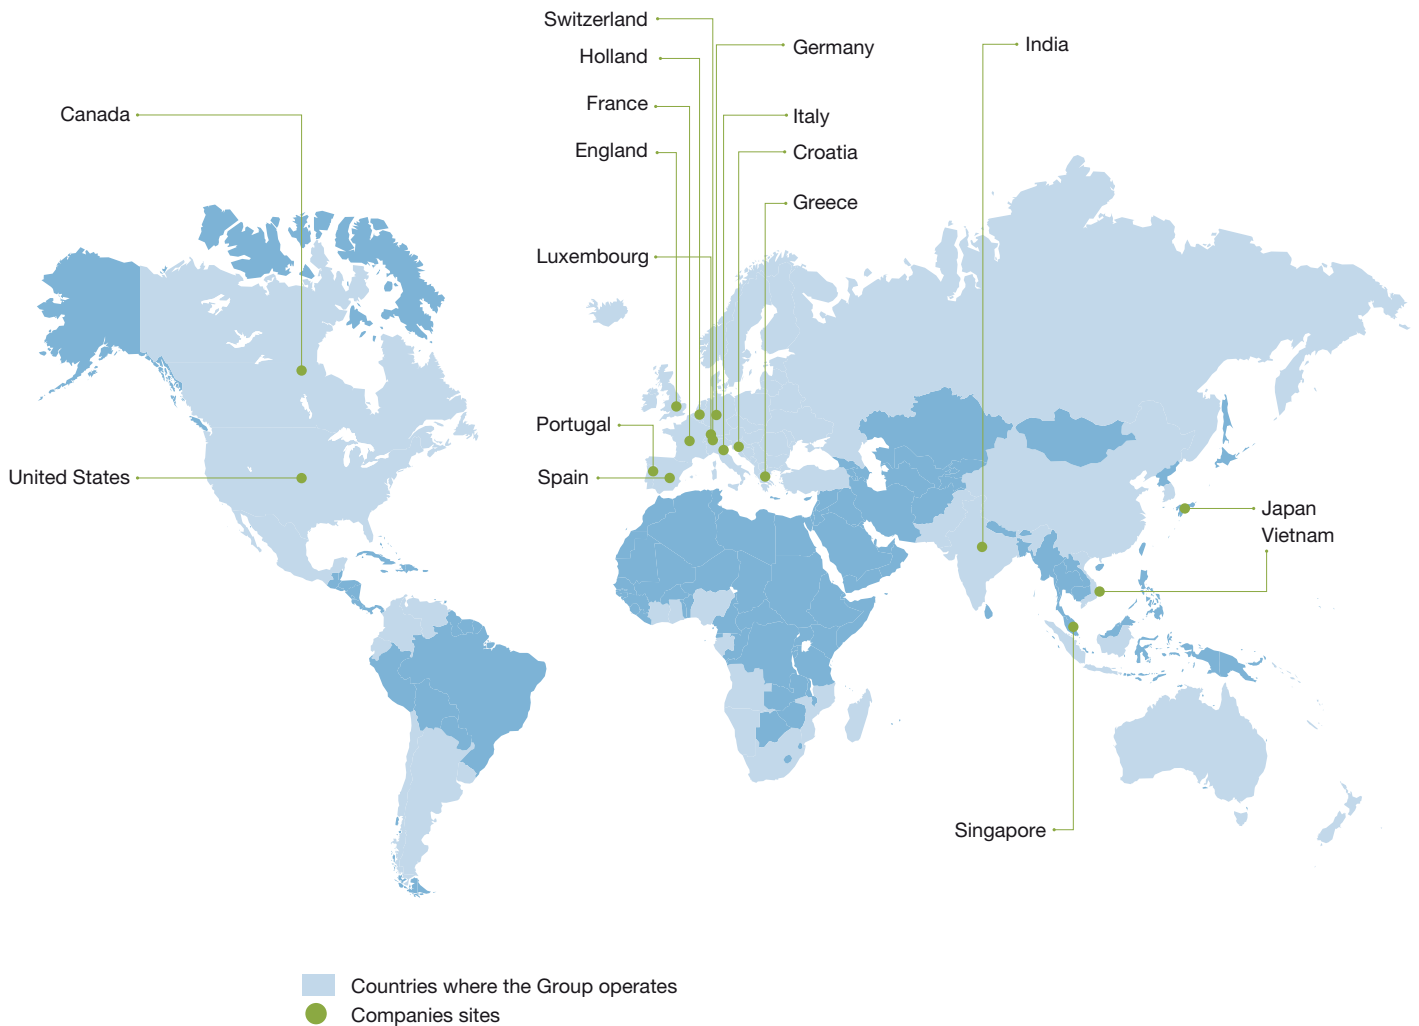 Switzerland
Germany
India
Holland
France
Canada
Italy
England
Croatia
Greece
Luxembourg
Portugal
United States
Spain
Japan
Vietnam
Singapore
Countries where the Group operates
Companies sites